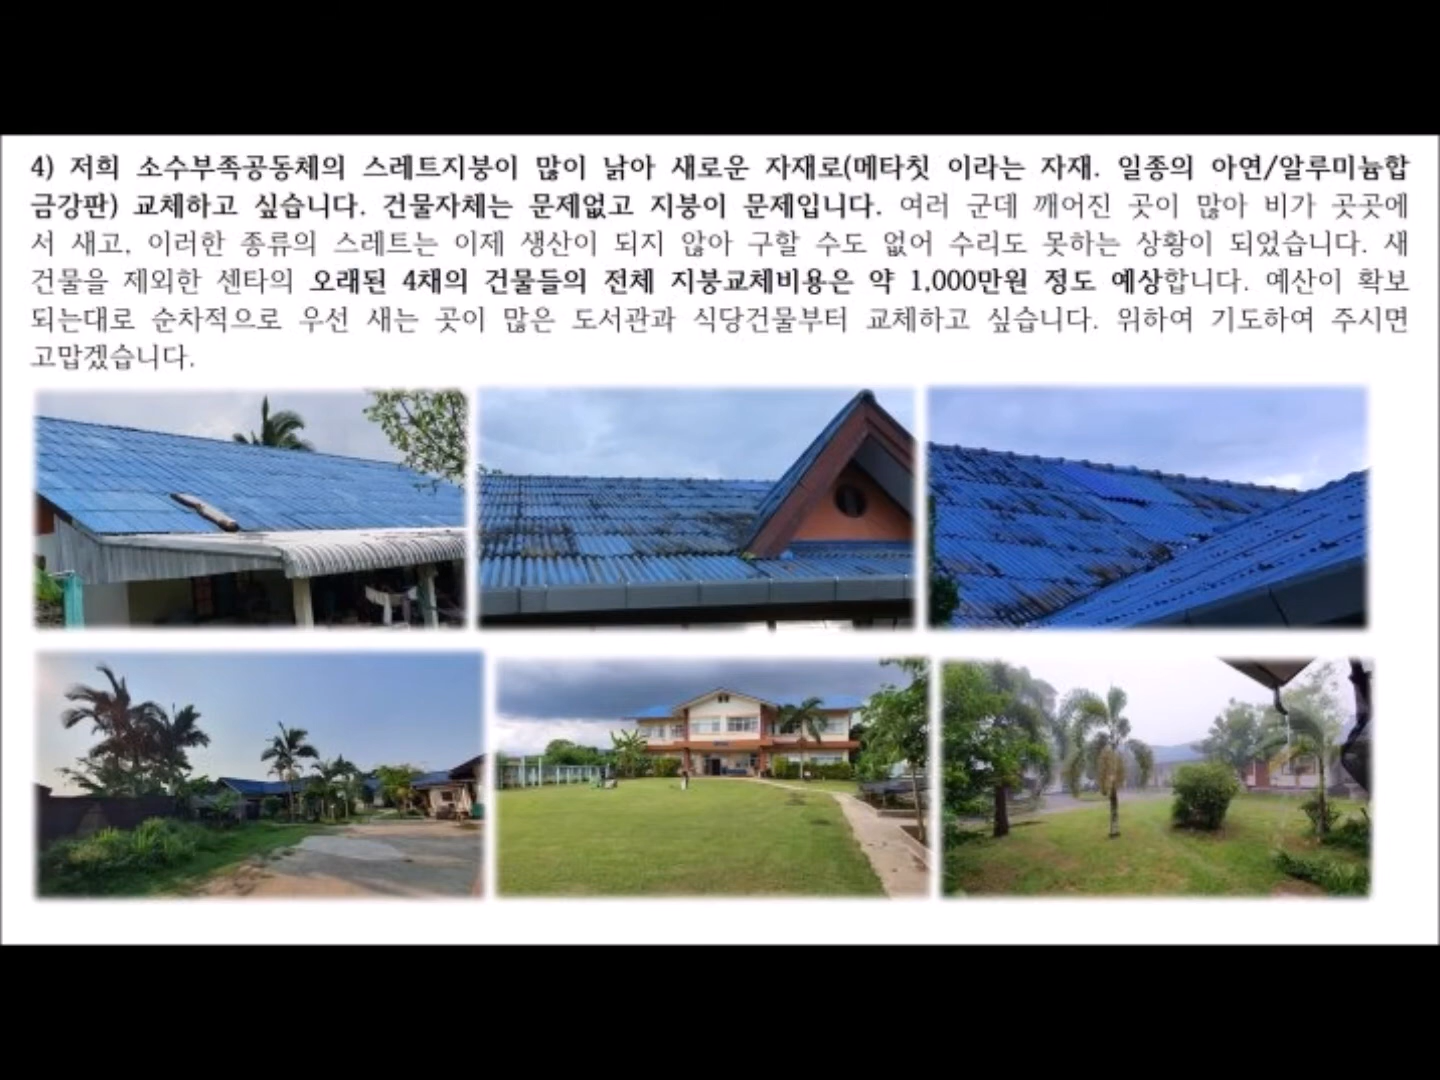 4) 저희 소수부족공동체의 스레트지붕이 많이 낡아 새로운 자재로(메타칫 이라는 자재. 일종의 아연/알루미늄합
금강판) 교체하고 싶습니다. 건물자체는 문제없고 지붕이 문제입니다. 여러 군데 깨어진 곳이 많아 비가 곳곳에
서 새고, 이러한 종류의 스레트는 이제 생산이 되지 않아 구할 수도 없어 수리도 못하는 상황이 되었습니다. 새
건물을 제외한 센타의 오래된 4채의 건물들의 전체 지붕교체비용은 약 1,000만원 정도 예상합니다. 예산이 확보
되는대로 순차적으로 우선 새는 곳이 많은 도서관과 식당건물부터 교체하고 싶습니다. 위하여 기도하여 주시면
고맙겠습니다.